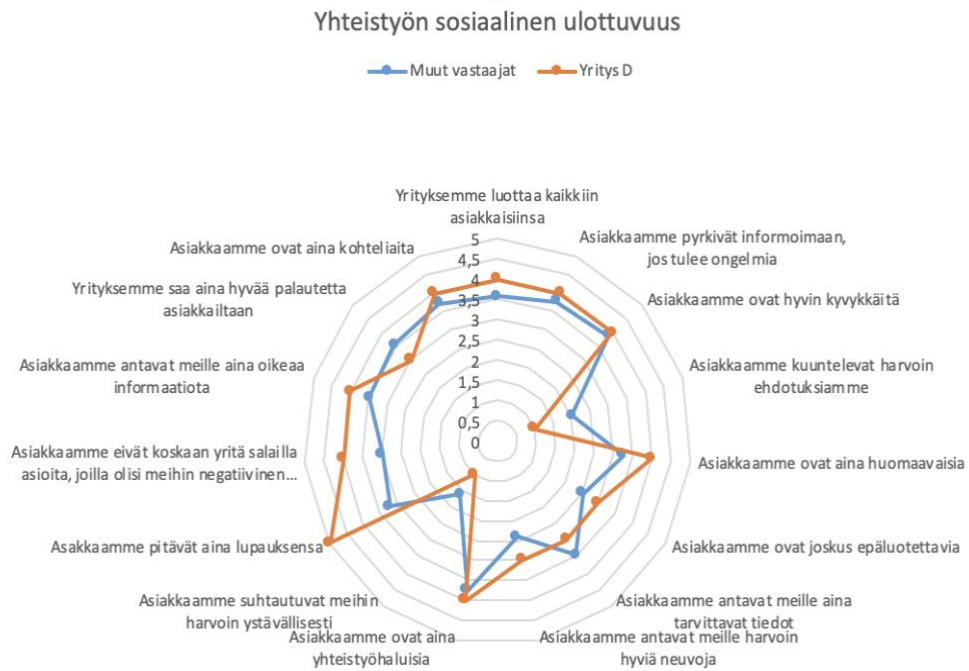 Yhteistyön sosiaalinen ulottuvuus
Muut vastaajat
Yritys D
Yrityksemme luottaa kaikkiin
asiakkaisiinsa
Asiakkaamme pyrkivät informoimaan,
jos tulee ongelmia
Asiakkaamme ovat hyvin kyvykkäitä
Asiakkaamme kuuntelevat harvoin
ehdotuksiamme
Asiakkaamme ovat aina huomaavaisia
Asiakkaamme ovat joskus epäluotettavia
Asiakkaamme antavat meille aina
tarvittavat tiedot
Asiakkaamme antavat meille harvoin
hyviä neuvoja
Asiakkaamme ovat aina
yhteistyöhaluisia
Asiakkaamme suhtautuvat meihin
harvoin ystävällisesti
Asakkaamme pitävät aina lupauksensa
Asiakkaamme eivät koskaan yritä salailla
asioita, joilla olisi meihin negatiivinen...
Asiakkaamme antavat meille aina oikeaa
informaatiota
Yrityksemme saa aina hyvää palautetta
asiakkailtaan
Asiakkaamme ovat aina kohteliaita
5
4,5
4
3,5
3
2,5
2
1,5
1
0,5
0